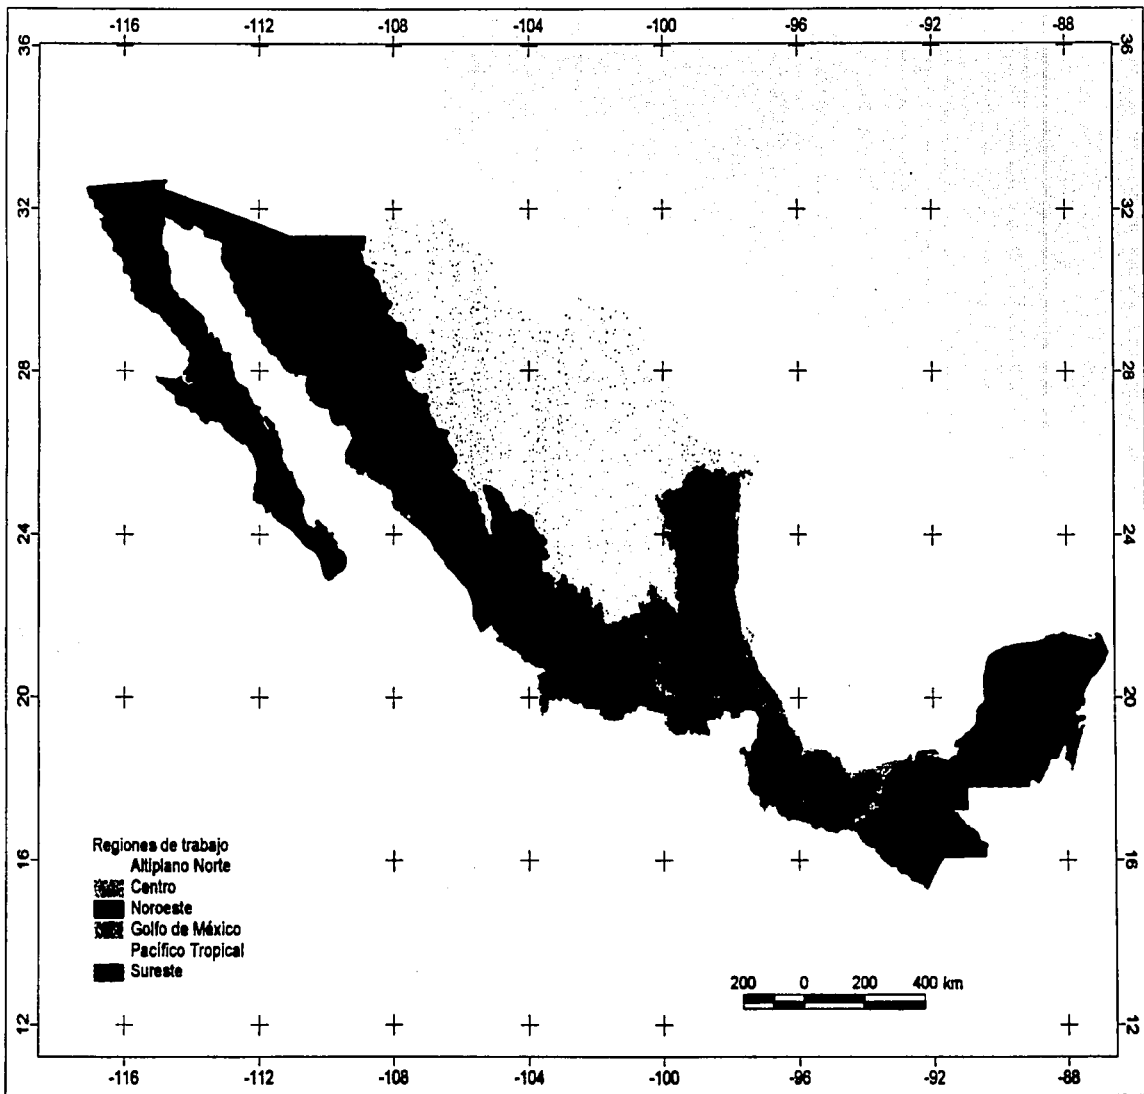 -116 -112 -108 -104 -100 -96 -92 -88
36 36
32 32
28 28
24 24
20 20
16 16
12 12
Regiones de trabajo
Altiplano Norte
Centro
Noroeste
Golfo de México
Pacífico Tropical
Sureste
200 0 200 400 km
-116 -112 -108 -104 -100 -96 -92 -88